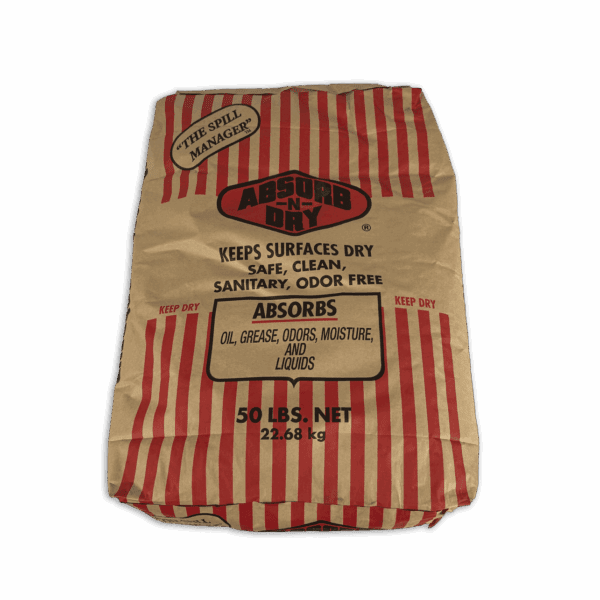 "THE SPILL
MANAGER"
ABSORB
-N-
DRY
®
KEEPS SURFACES DRY
SAFE, CLEAN,
SANITARY, ODOR FREE
KEEP DRY
KEEP DRY
ABSORBS
OIL, GREASE, ODORS, MOISTURE,
AND
LIQUIDS
50 LBS. NET
22.68 kg